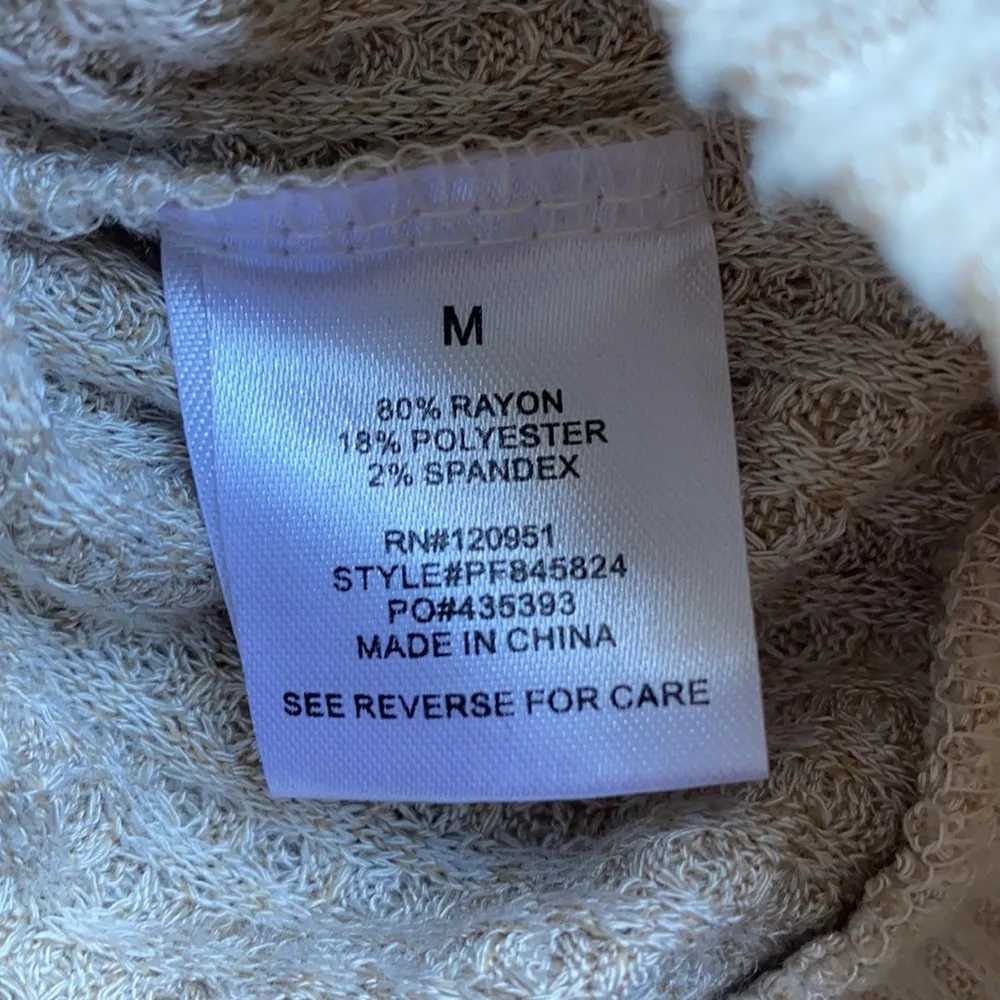 M
80% RAYON
18% POLYESTER
2% SPANDEX
RN#120951
STYLE#PF845824
PO#435393
MADE IN CHINA
SEE REVERSE FOR CARE